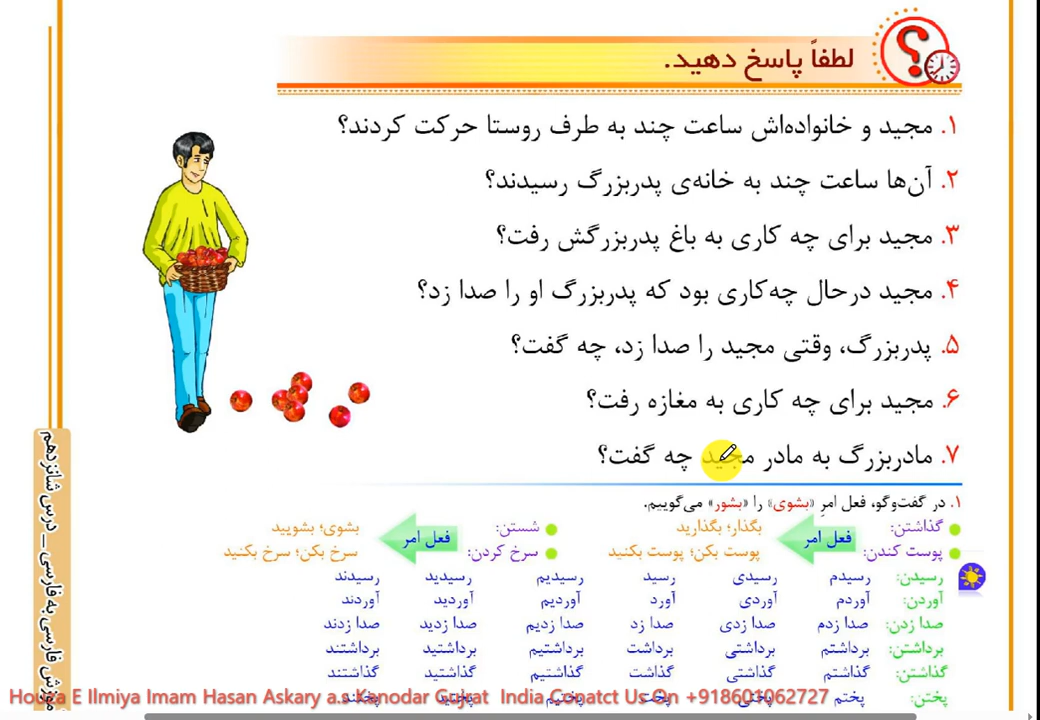 لطفاً پاسخ دهید.
۱. مجید و خانواده‌اش ساعت چند به طرف روستا حرکت کردند؟
۲. آن‌ها ساعت چند به خانه‌ی پدربزرگ رسیدند؟
۳. مجید برای چه کاری به باغ پدربزرگش رفت؟
۴. مجید درحال چه‌کاری بود که پدربزرگ او را صدا زد؟
۵. پدربزرگ، وقتی مجید را صدا زد، چه گفت؟
۶. مجید برای چه کاری به مغازه رفت؟
۷. مادربزرگ به مادر مجید چه گفت؟
۱. در گفت‌وگو، فعل امرِ «بشوی» را «بشور» می‌گوییم.
گذاشتن: فعل امر بگذار؛ بگذارید شستن: فعل امر بشوی؛ بشویید
پوست کندن: پوست بکن؛ پوست بکنید سرخ کردن: سرخ بکن؛ سرخ بکنید
رسیدن: رسیدم رسیدی رسید رسیدیم رسیدید رسیدند
آوردن: آوردم آوردی آورد آوردیم آوردید آوردند
صدا زدن: صدا زدم صدا زدی صدا زد صدا زدیم صدا زدید صدا زدند
برداشتن: برداشتم برداشتی برداشت برداشتیم برداشتید برداشتند
گذاشتن: گذاشتم گذاشتی گذاشت گذاشتیم گذاشتید گذاشتند
پختن: پختم پختی پخت پختیم پختید پختند
Houza E Ilmiya Imam Hasan Askary a.s Kanodar Gujrat India Conatct Us On +918601062727
آموزش فارسی به فارسی ــ درس شانزدهم